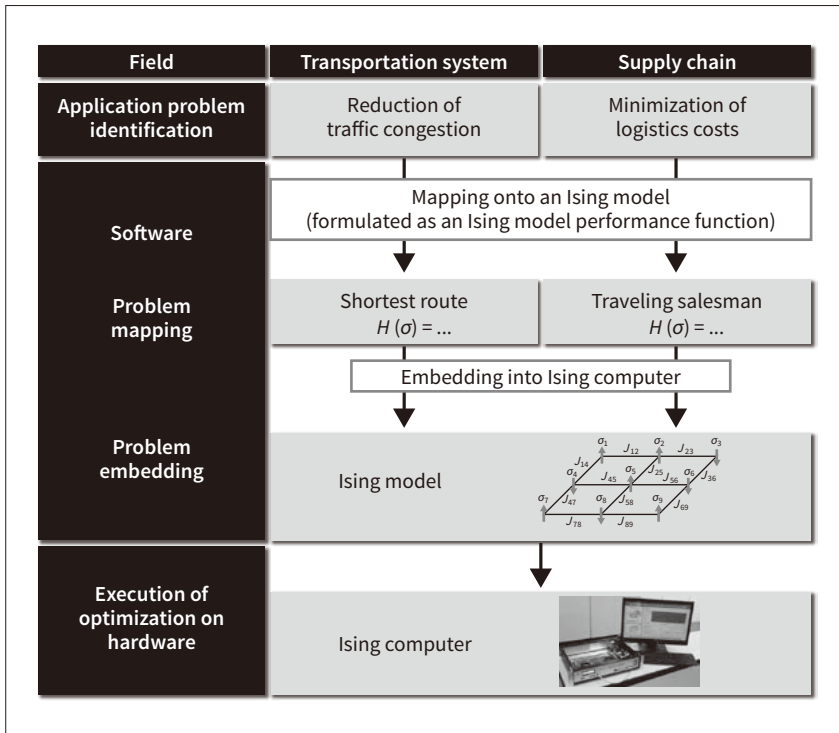 Field
Transportation system
Supply chain
Application problem
identification
Reduction of
traffic congestion
Minimization of
logistics costs
Software
Mapping onto an Ising model
(formulated as an Ising model performance function)
Problem
mapping
Shortest route
H (σ) = ...
Traveling salesman
H (σ) = ...
Embedding into Ising computer
Problem
embedding
Ising model
σ1 σ2 σ3
J12 J23
J14 J25 J36
σ4 σ5 σ6
J45 J56
σ7 J47 σ8 J58 σ9 J69
J78 J89
Execution of
optimization on
hardware
Ising computer